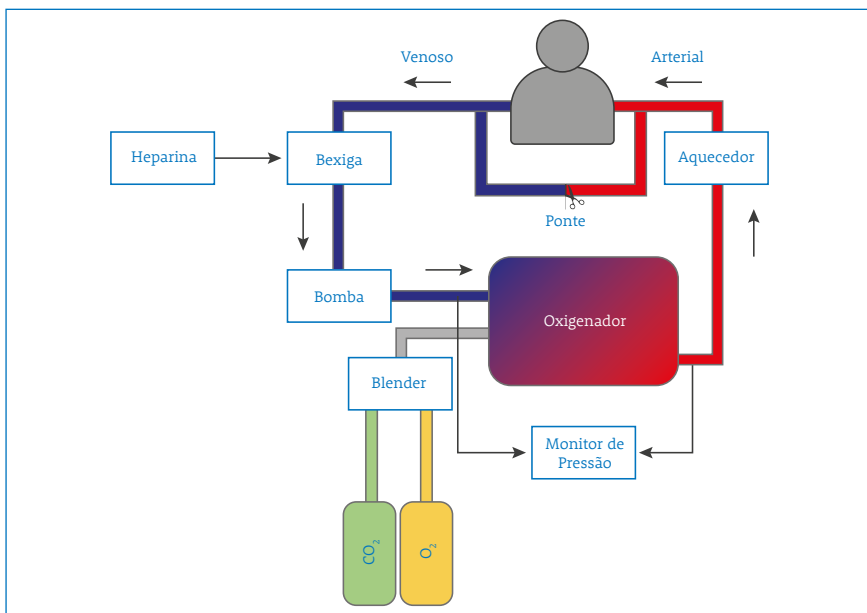 Venoso
Arterial
Heparina
Bexiga
Aquecedor
Ponte
Bomba
Oxigenador
Blender
Monitor de
Pressão
CO₂
O₂